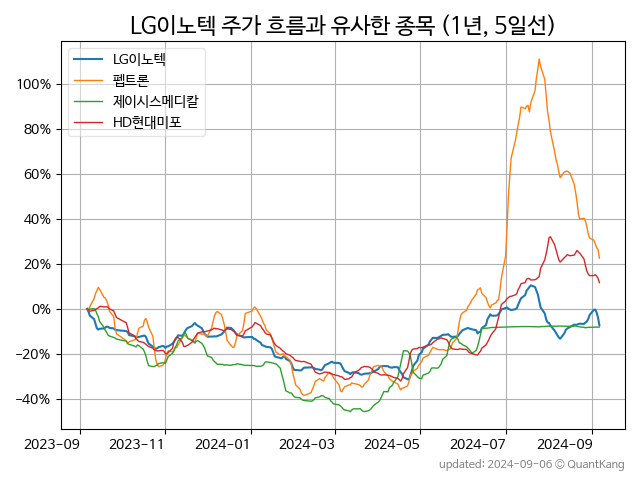 LG이노텍 주가 흐름과 유사한 종목 (1년, 5일선)
LG이노텍
펩트론
제이시스메디칼
HD현대미포
100%
80%
60%
40%
20%
0%
−20%
−40%
2023-09 2023-11 2024-01 2024-03 2024-05 2024-07 2024-09
updated: 2024-09-06 © QuantKang